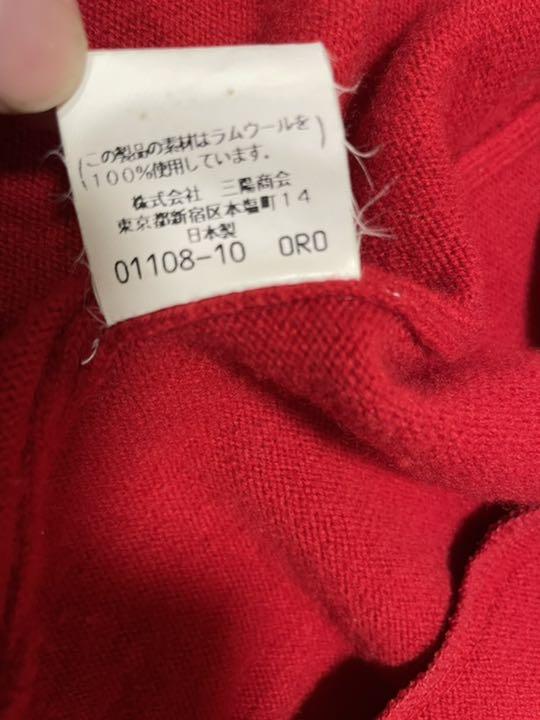 (この製品の素材はラムウールを)
(100%使用しています。
株式会社 三陽商会
東京都新宿区本塩町14
日本製
01108-10 ORO